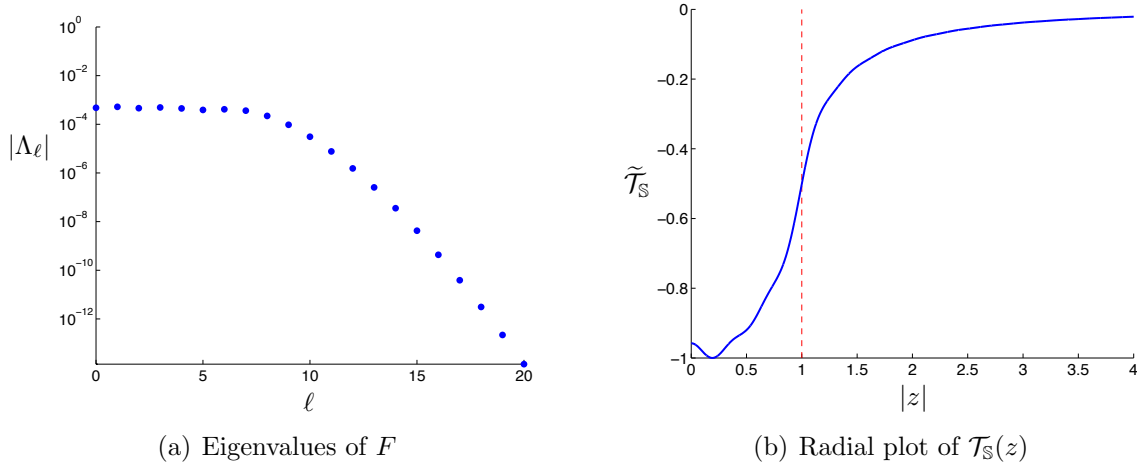 10^0
10^{-2}
10^{-4}
|Λ_ℓ|
10^{-6}
10^{-8}
10^{-10}
10^{-12}
0 5 10 15 20
ℓ
(a) Eigenvalues of F
0
−0.2
−0.4
\widetilde{𝒯}_𝕊
−0.6
−0.8
−1
0 0.5 1 1.5 2 2.5 3 3.5 4
|z|
(b) Radial plot of 𝒯_𝕊(z)